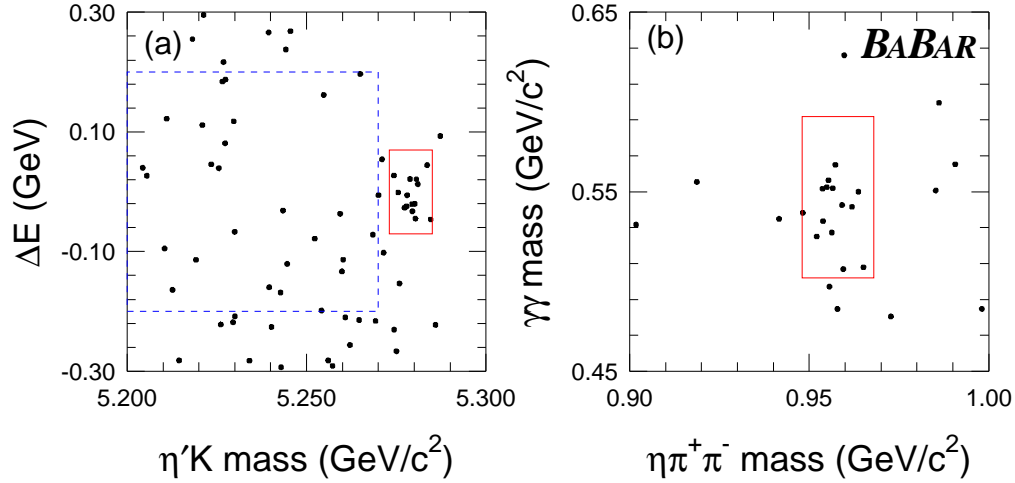 (a)
0.30
0.10
-0.10
-0.30
ΔE (GeV)
5.200
5.250
5.300
η′K mass (GeV/c²)
(b)
BABAR
0.65
0.55
0.45
γγ mass (GeV/c²)
0.90
0.95
1.00
ηπ⁺π⁻ mass (GeV/c²)